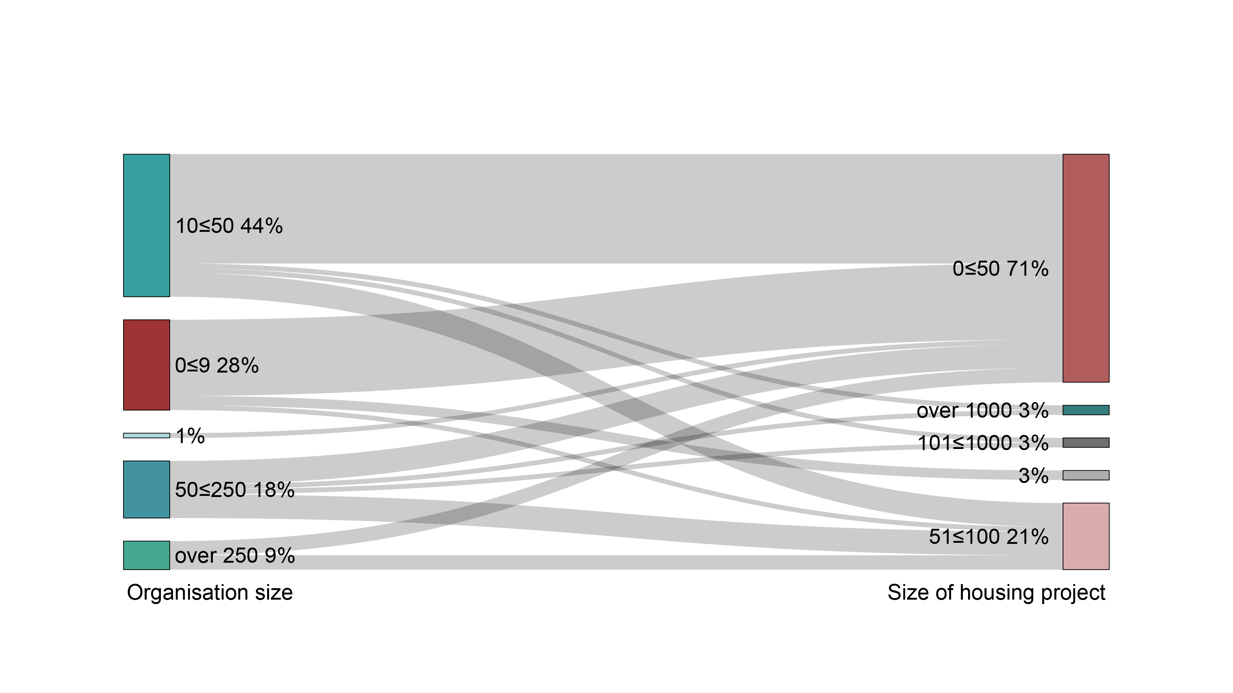 10≤50 44%
0≤9 28%
1%
50≤250 18%
over 250 9%
Organisation size
0≤50 71%
over 1000 3%
101≤1000 3%
3%
51≤100 21%
Size of housing project